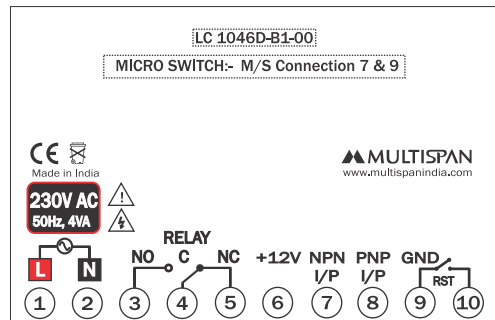 LC 1046D-B1-00
MICRO SWITCH:- M/S Connection 7 & 9
CE
Made in India
MULTISPAN
www.multispanindia.com
230V AC
50Hz, 4VA
RELAY
NO C NC +12V NPN I/P PNP I/P GND
RST
L N
1 2 3 4 5 6 7 8 9 10